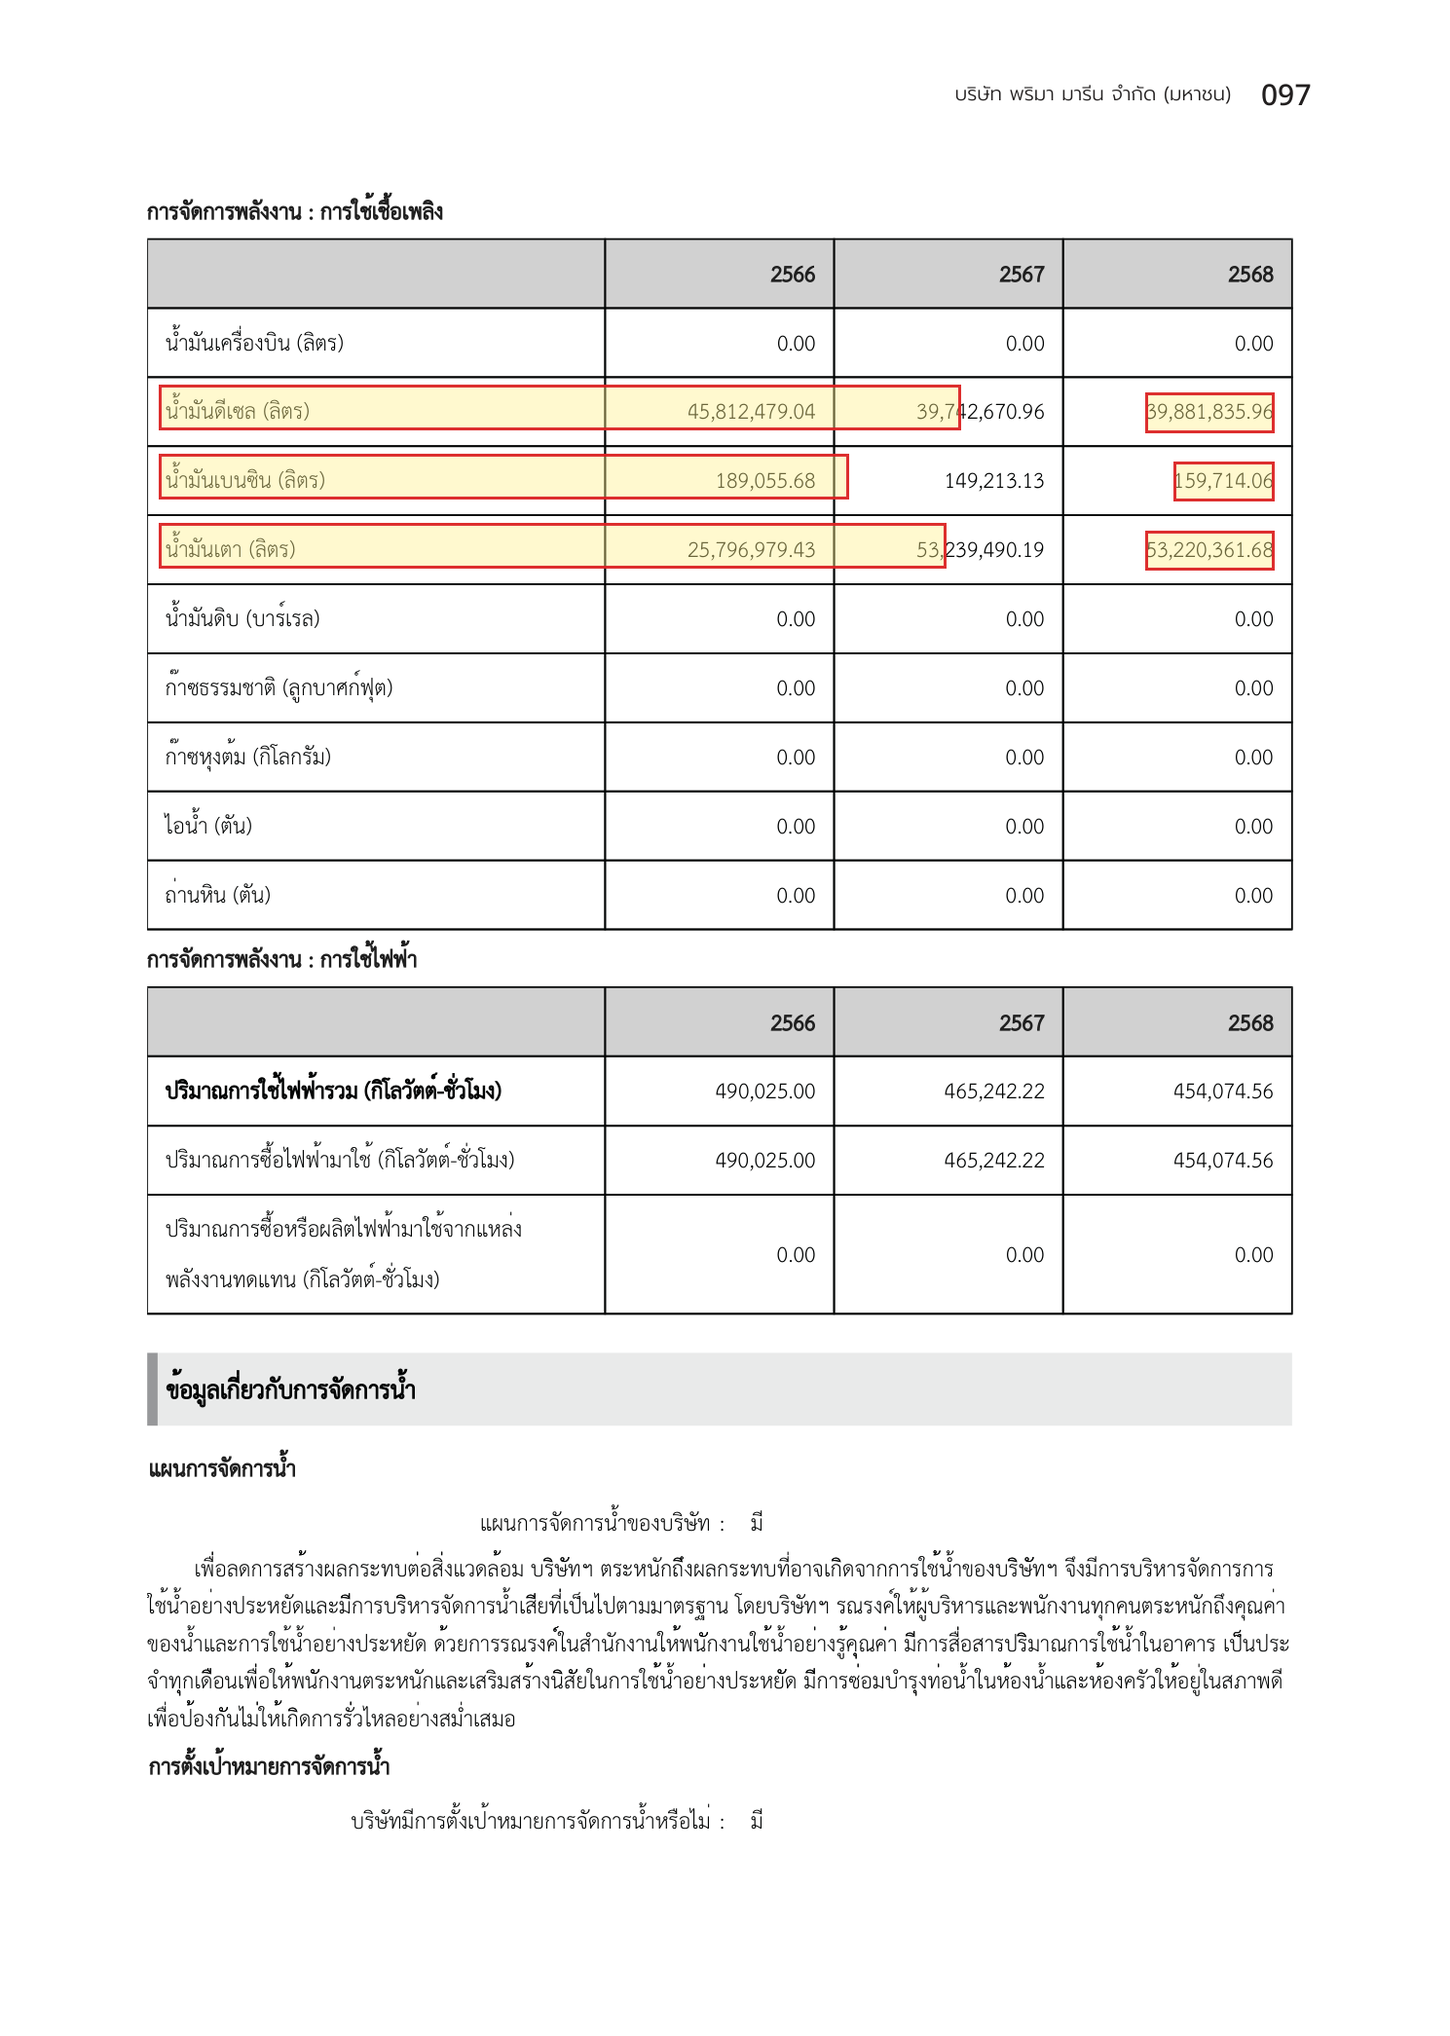 บริษัท พริมา มารีน จำกัด (มหาชน) 097
การจัดการพลังงาน : การใช้เชื้อเพลิง
2566 2567 2568
น้ำมันเครื่องบิน (ลิตร) 0.00 0.00 0.00
น้ำมันดีเซล (ลิตร) 45,812,479.04 39,742,670.96 39,881,835.96
น้ำมันเบนซิน (ลิตร) 189,055.68 149,213.13 159,714.06
น้ำมันเตา (ลิตร) 25,796,979.43 53,239,490.19 53,220,361.68
น้ำมันดิบ (บาร์เรล) 0.00 0.00 0.00
ก๊าซธรรมชาติ (ลูกบาศก์ฟุต) 0.00 0.00 0.00
ก๊าซหุงต้ม (กิโลกรัม) 0.00 0.00 0.00
ไอน้ำ (ตัน) 0.00 0.00 0.00
ถ่านหิน (ตัน) 0.00 0.00 0.00
การจัดการพลังงาน : การใช้ไฟฟ้า
2566 2567 2568
ปริมาณการใช้ไฟฟ้ารวม (กิโลวัตต์-ชั่วโมง) 490,025.00 465,242.22 454,074.56
ปริมาณการซื้อไฟฟ้ามาใช้ (กิโลวัตต์-ชั่วโมง) 490,025.00 465,242.22 454,074.56
ปริมาณการซื้อหรือผลิตไฟฟ้ามาใช้จากแหล่ง
พลังงานทดแทน (กิโลวัตต์-ชั่วโมง) 0.00 0.00 0.00
ข้อมูลเกี่ยวกับการจัดการน้ำ
แผนการจัดการน้ำ
แผนการจัดการน้ำของบริษัท : มี
เพื่อลดการสร้างผลกระทบต่อสิ่งแวดล้อม บริษัทฯ ตระหนักถึงผลกระทบที่อาจเกิดจากการใช้น้ำของบริษัทฯ จึงมีการบริหารจัดการการ
ใช้น้ำอย่างประหยัดและมีการบริหารจัดการน้ำเสียที่เป็นไปตามมาตรฐาน โดยบริษัทฯ รณรงค์ให้ผู้บริหารและพนักงานทุกคนตระหนักถึงคุณค่า
ของน้ำและการใช้น้ำอย่างประหยัด ด้วยการรณรงค์ในสำนักงานให้พนักงานใช้น้ำอย่างรู้คุณค่า มีการสื่อสารปริมาณการใช้น้ำในอาคาร เป็นประ
จำทุกเดือนเพื่อให้พนักงานตระหนักและเสริมสร้างนิสัยในการใช้น้ำอย่างประหยัด มีการซ่อมบำรุงท่อน้ำในห้องน้ำและห้องครัวให้อยู่ในสภาพดี
เพื่อป้องกันไม่ให้เกิดการรั่วไหลอย่างสม่ำเสมอ
การตั้งเป้าหมายการจัดการน้ำ
บริษัทมีการตั้งเป้าหมายการจัดการน้ำหรือไม่ : มี